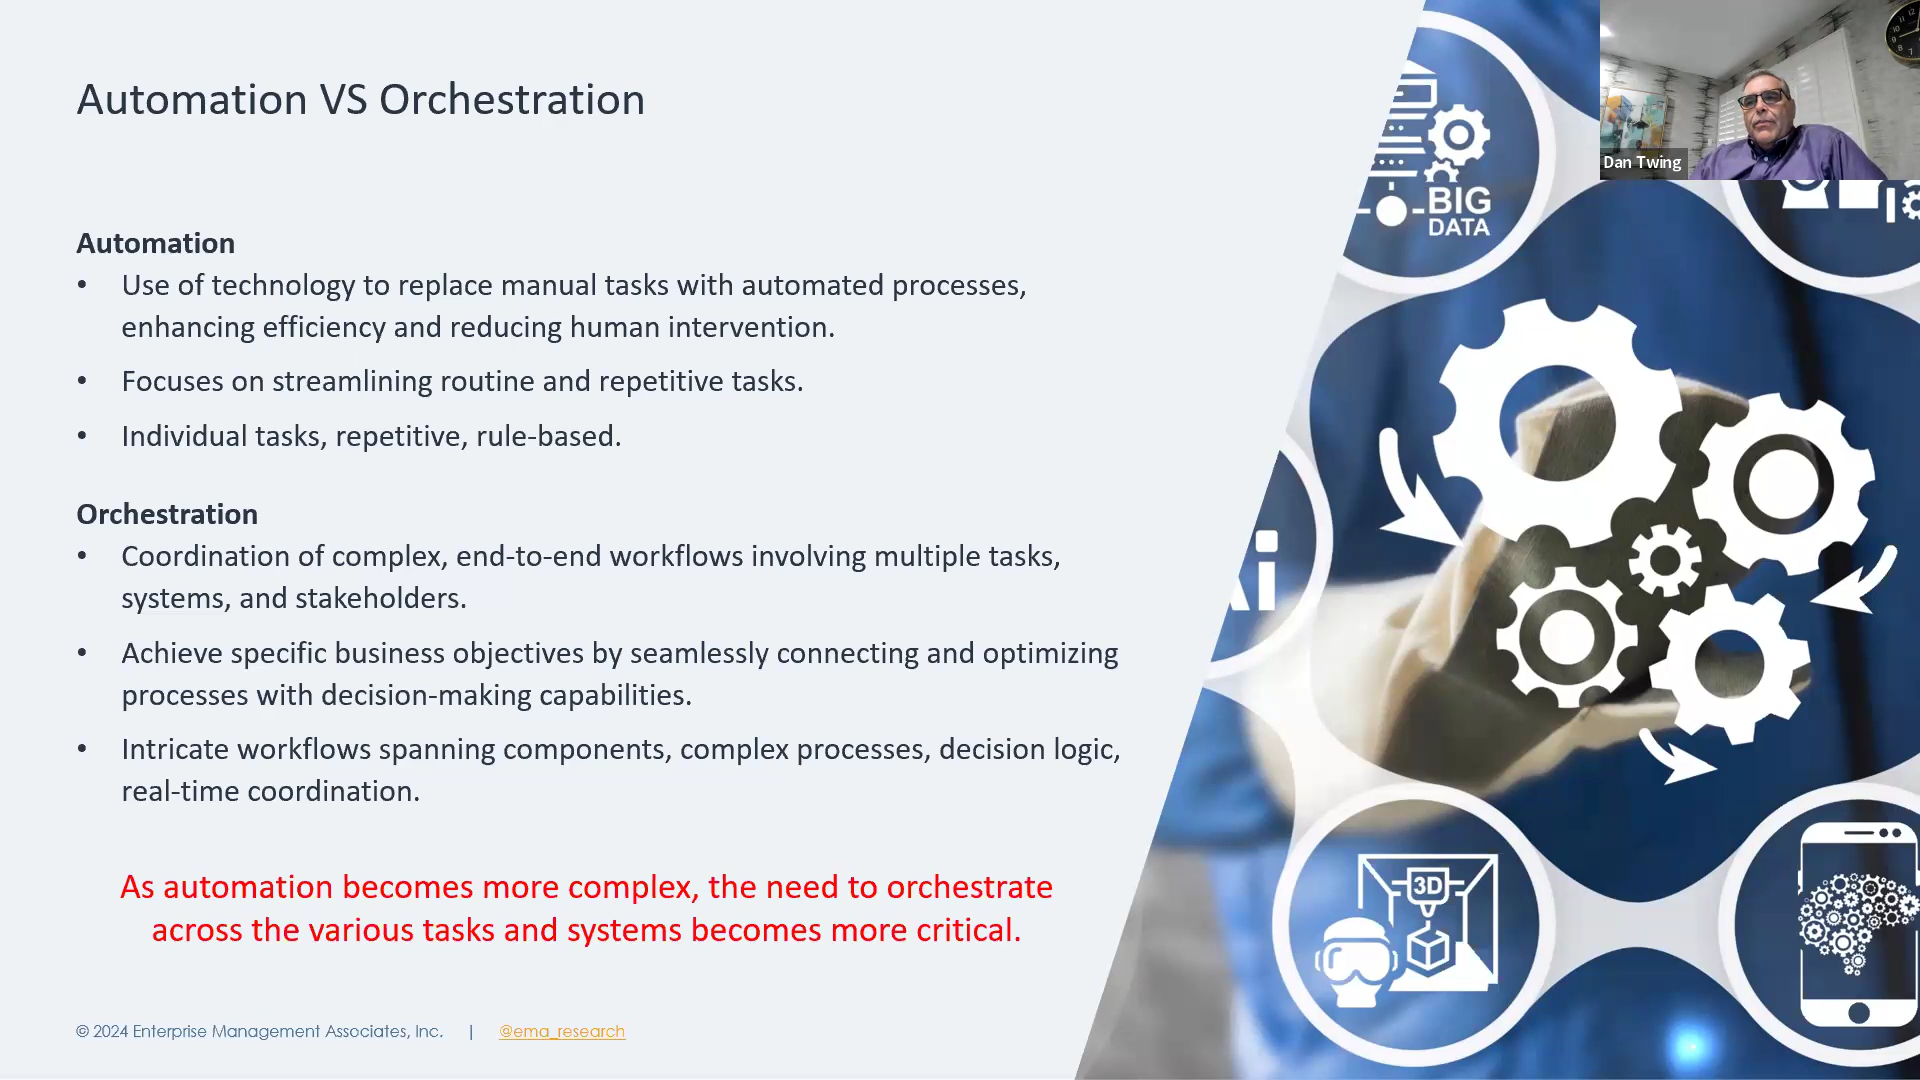 Automation VS Orchestration
Automation
• Use of technology to replace manual tasks with automated processes,
enhancing efficiency and reducing human intervention.
• Focuses on streamlining routine and repetitive tasks.
• Individual tasks, repetitive, rule-based.
Orchestration
• Coordination of complex, end-to-end workflows involving multiple tasks,
systems, and stakeholders.
• Achieve specific business objectives by seamlessly connecting and optimizing
processes with decision-making capabilities.
• Intricate workflows spanning components, complex processes, decision logic,
real-time coordination.
As automation becomes more complex, the need to orchestrate
across the various tasks and systems becomes more critical.
© 2024 Enterprise Management Associates, Inc. | @ema_research
BIG
DATA
Dan Twing
3D